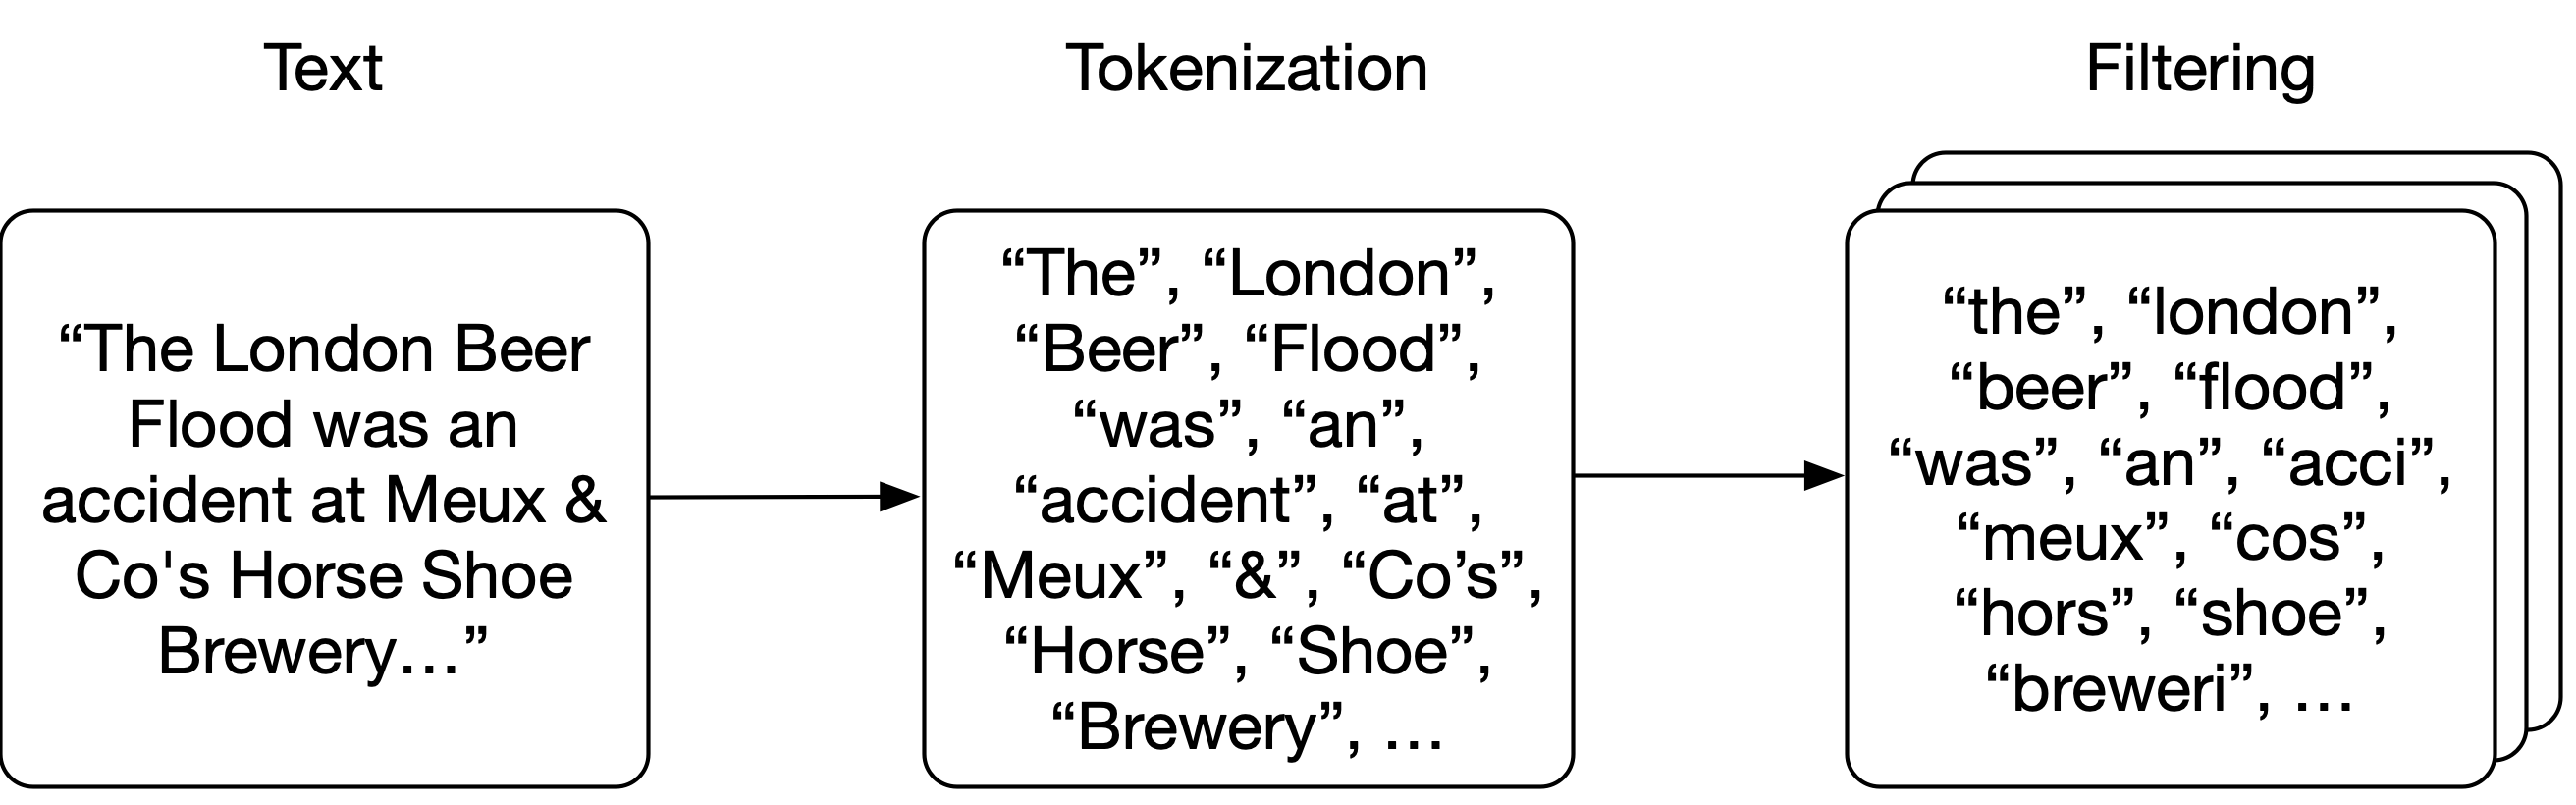 Text
“The London Beer
Flood was an
accident at Meux &
Co's Horse Shoe
Brewery…”
Tokenization
“The”, “London”,
“Beer”, “Flood”,
“was”, “an”,
“accident”, “at”,
“Meux”, “&”, “Co’s”,
“Horse”, “Shoe”,
“Brewery”, …
Filtering
“the”, “london”,
“beer”, “flood”,
“was”, “an”, “acci”,
“meux”, “cos”,
“hors”, “shoe”,
“breweri”, …